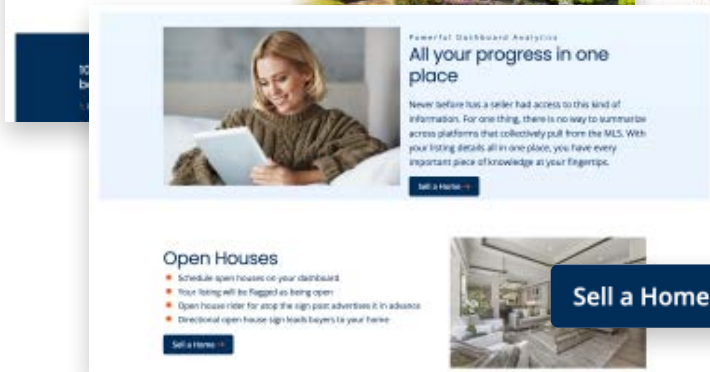 10
be
Powerful Dashboard Analytics
All your progress in one
place
Never before has a seller had access to this kind of
information. For one thing, there is no way to summarize
across platforms that collectively pull from the MLS. With
your listing details all in one place, you have every
important piece of knowledge at your fingertips.
Sell a Home →
Open Houses
Schedule open houses on your dashboard
Your listing will be flagged as being open
Open house rider for atop the sign post advertises it in advance
Directional open house sign leads buyers to your home
Sell a Home →
Sell a Home